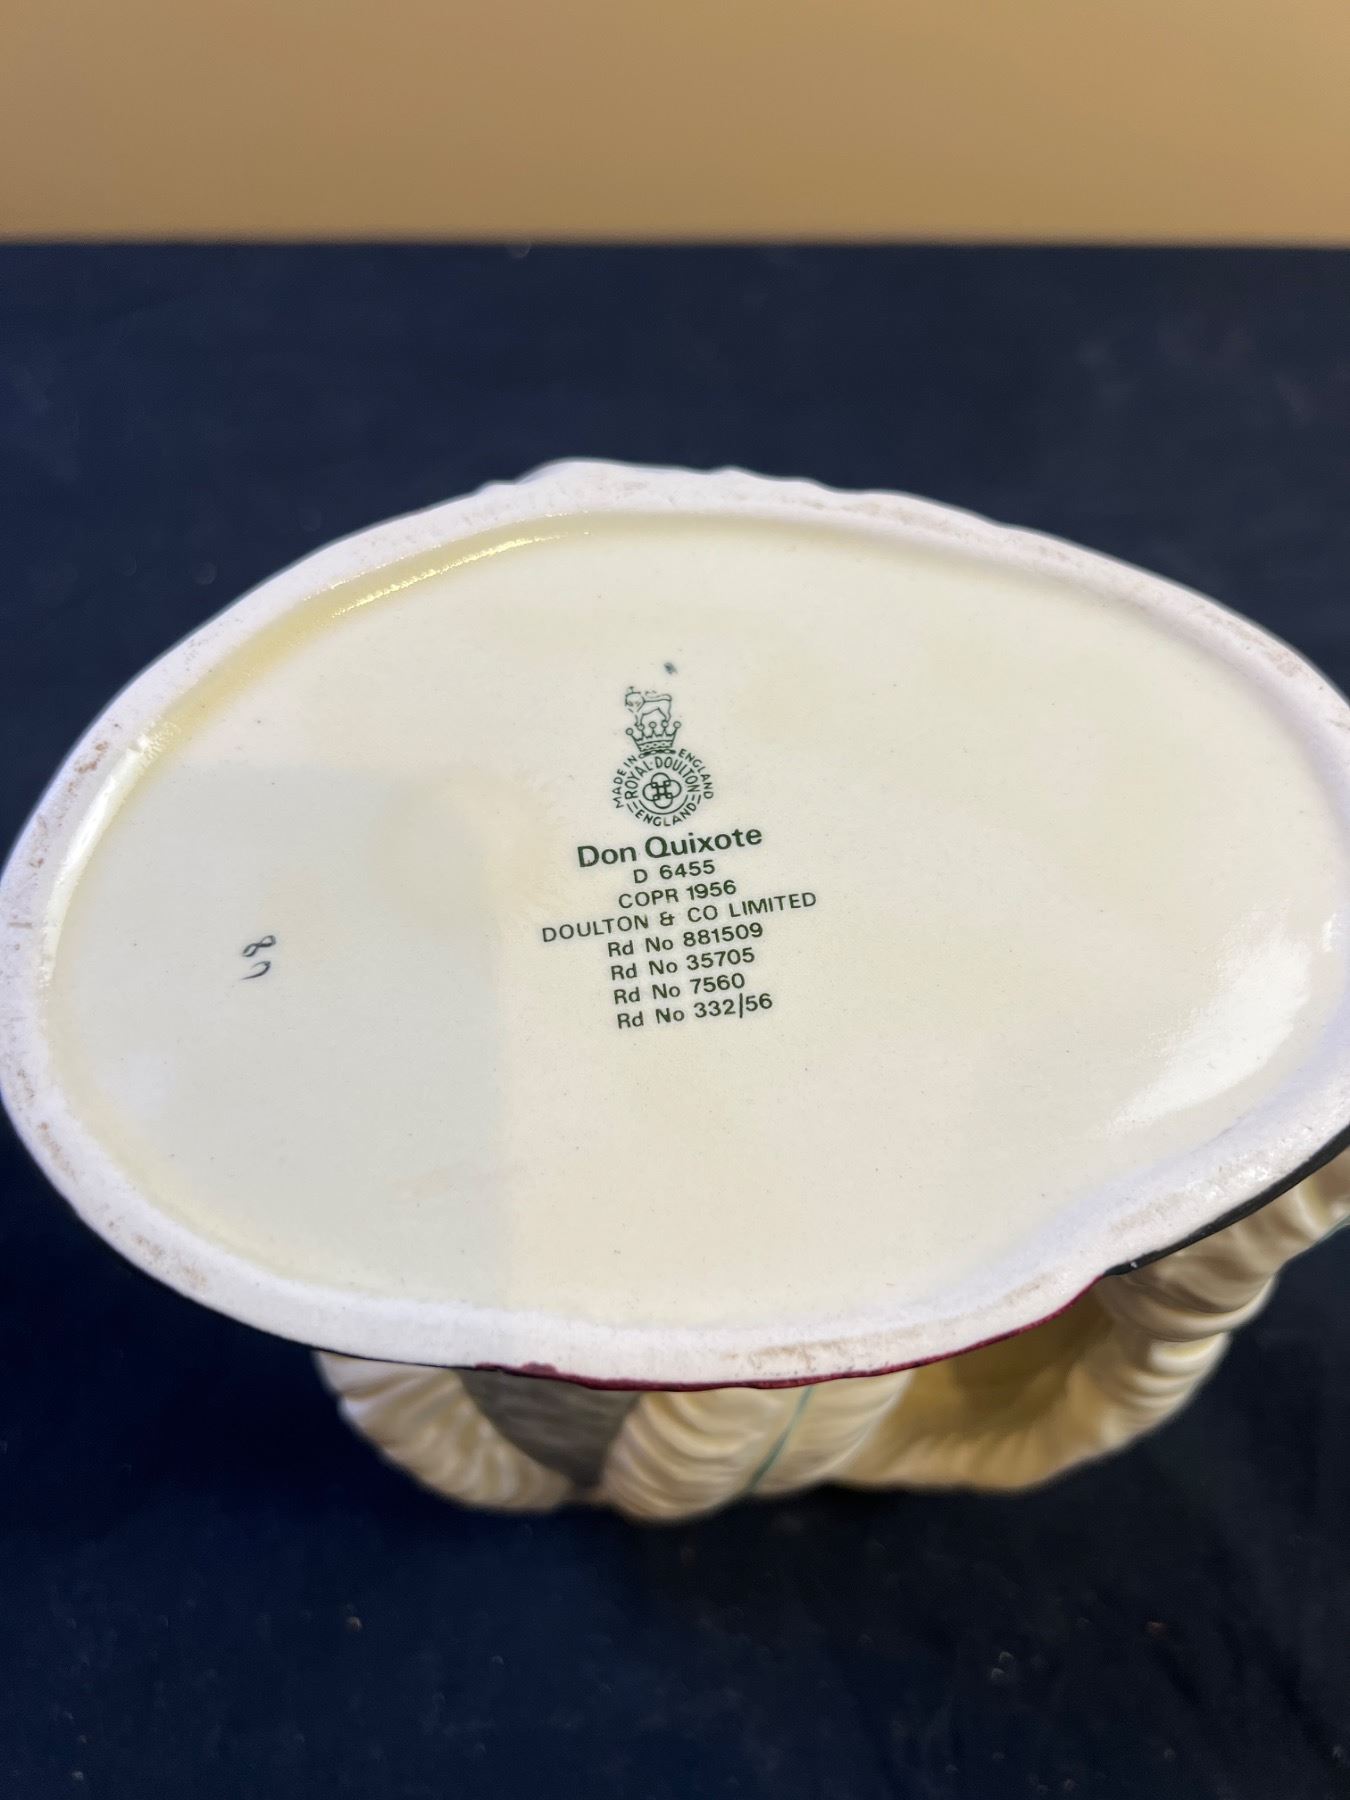 MADE IN ENGLAND
ROYAL·DOULTON
ENGLAND
Don Quixote
D 6455
COPR 1956
DOULTON & CO LIMITED
Rd No 881509
Rd No 35705
Rd No 7560
Rd No 332/56